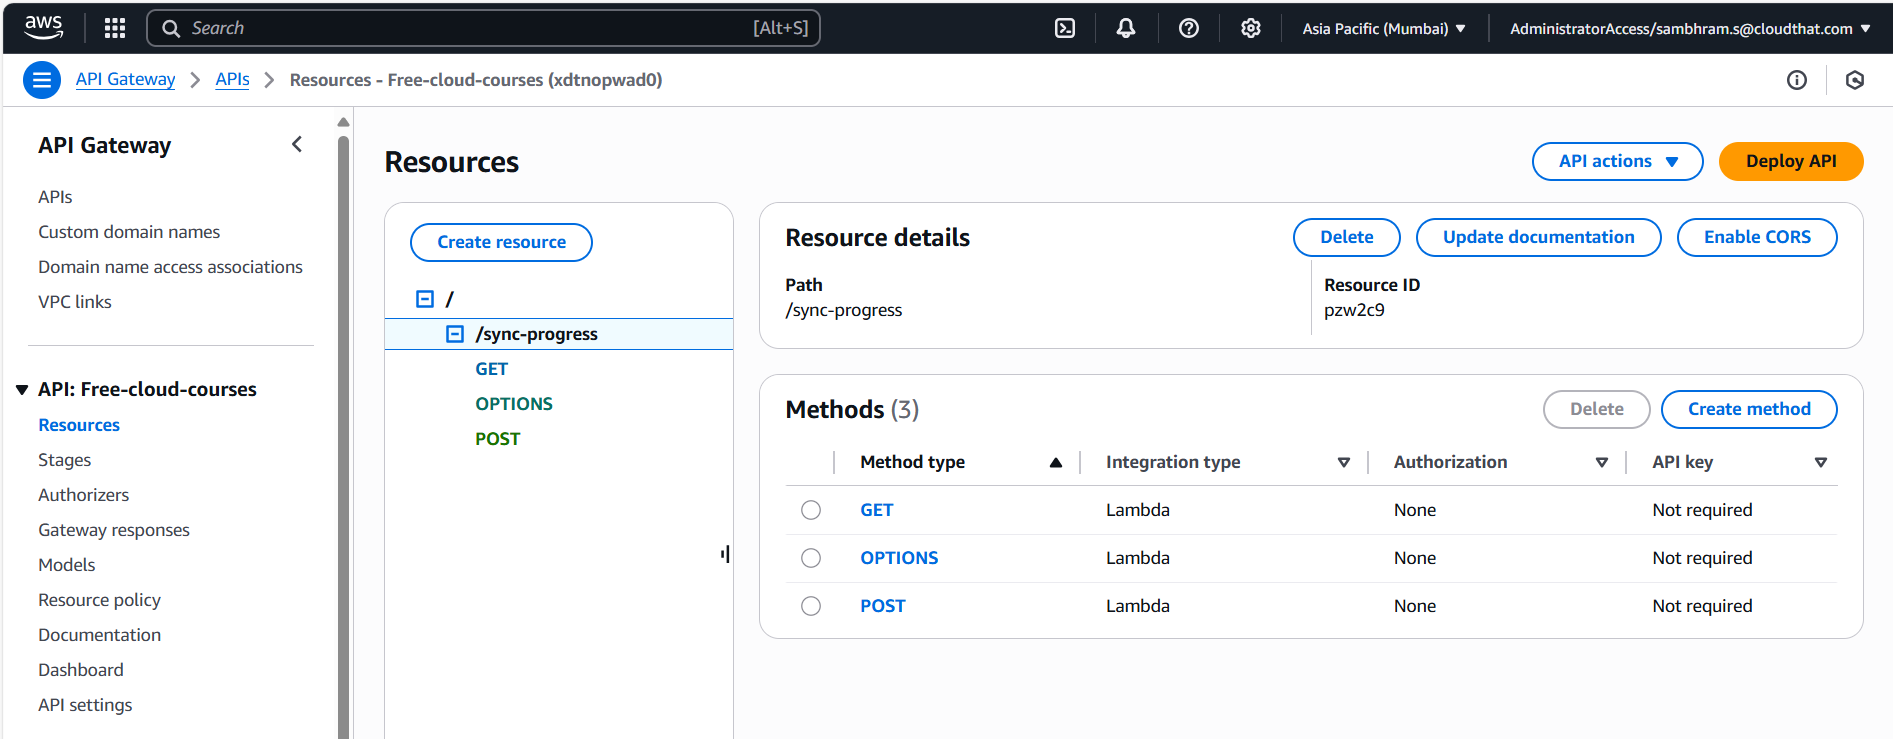 aws
Search [Alt+S]
Asia Pacific (Mumbai)
AdministratorAccess/sambhram.s@cloudthat.com
API Gateway > APIs > Resources - Free-cloud-courses (xdtnopwad0)
API Gateway
APIs
Custom domain names
Domain name access associations
VPC links
API: Free-cloud-courses
Resources
Stages
Authorizers
Gateway responses
Models
Resource policy
Documentation
Dashboard
API settings
Resources
API actions
Deploy API
Create resource
/
/sync-progress
GET
OPTIONS
POST
Resource details
Delete
Update documentation
Enable CORS
Path
/sync-progress
Resource ID
pzw2c9
Methods (3)
Delete
Create method
Method type Integration type Authorization API key
GET Lambda None Not required
OPTIONS Lambda None Not required
POST Lambda None Not required